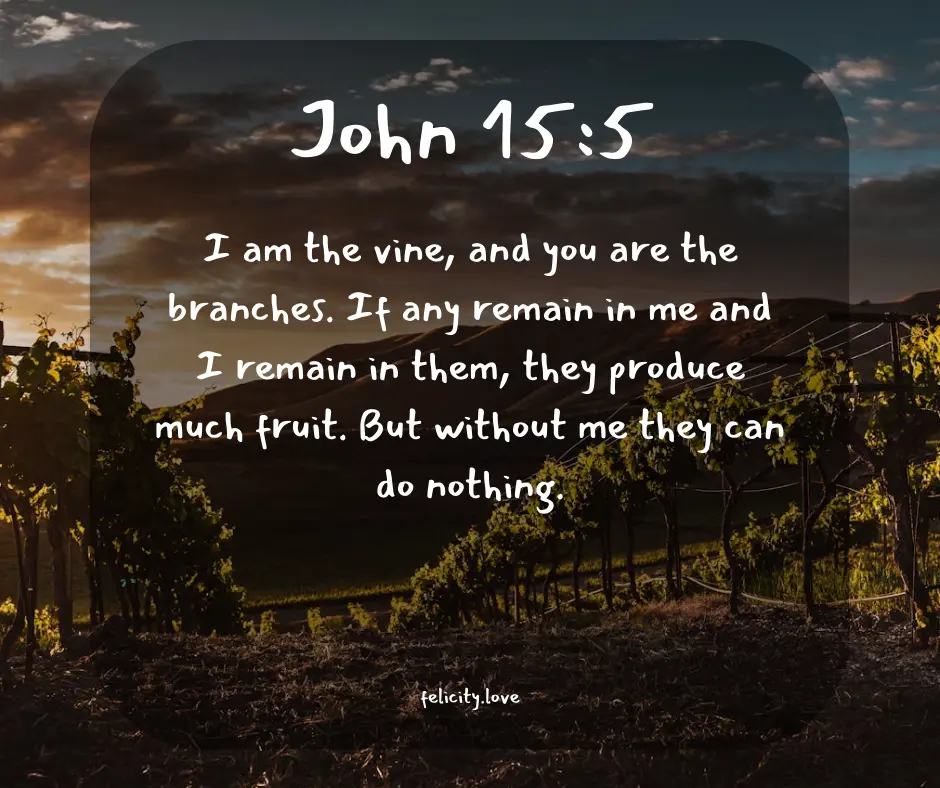 John 15:5
I am the vine, and you are the
branches. If any remain in me and
I remain in them, they produce
much fruit. But without me they can
do nothing.
felicity.love